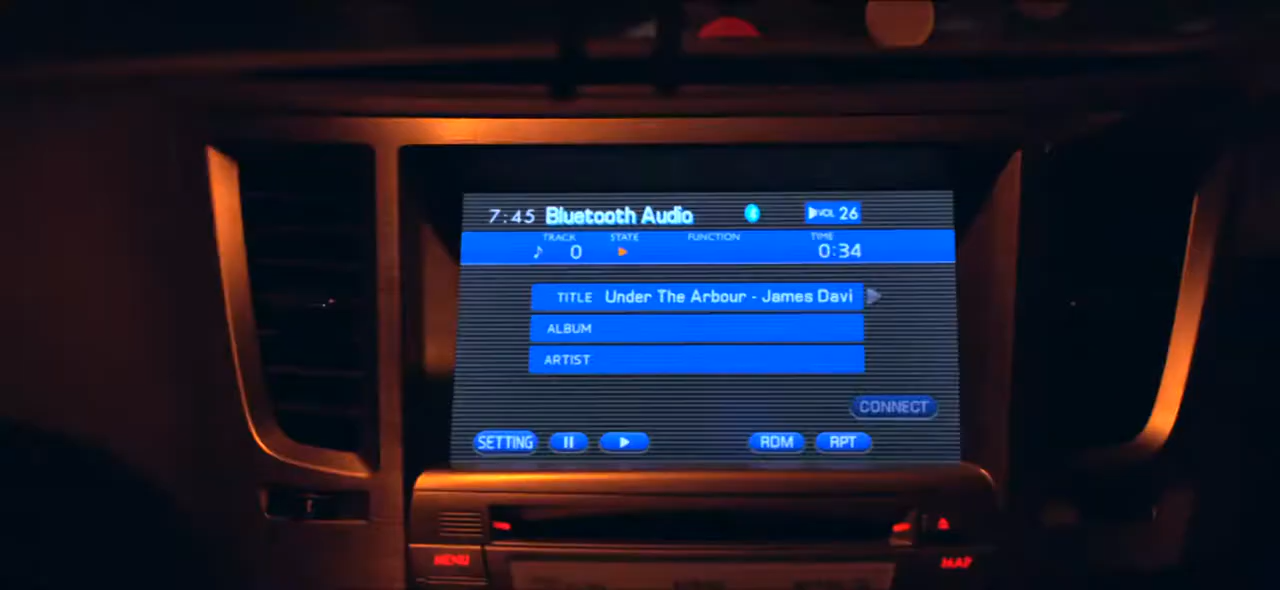 7:45 Bluetooth Audio VOL 26
TRACK STATE FUNCTION TIME
0 0:34
TITLE Under The Arbour - James Davi
ALBUM
ARTIST
CONNECT
SETTING RDM RPT
MENU MAP